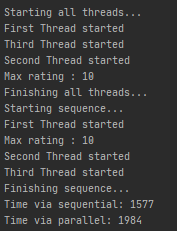 Starting all threads...
First Thread started
Third Thread started
Second Thread started
Max rating : 10
Finishing all threads...
Starting sequence...
First Thread started
Max rating : 10
Second Thread started
Third Thread started
Finishing sequence...
Time via sequential: 1577
Time via parallel: 1984